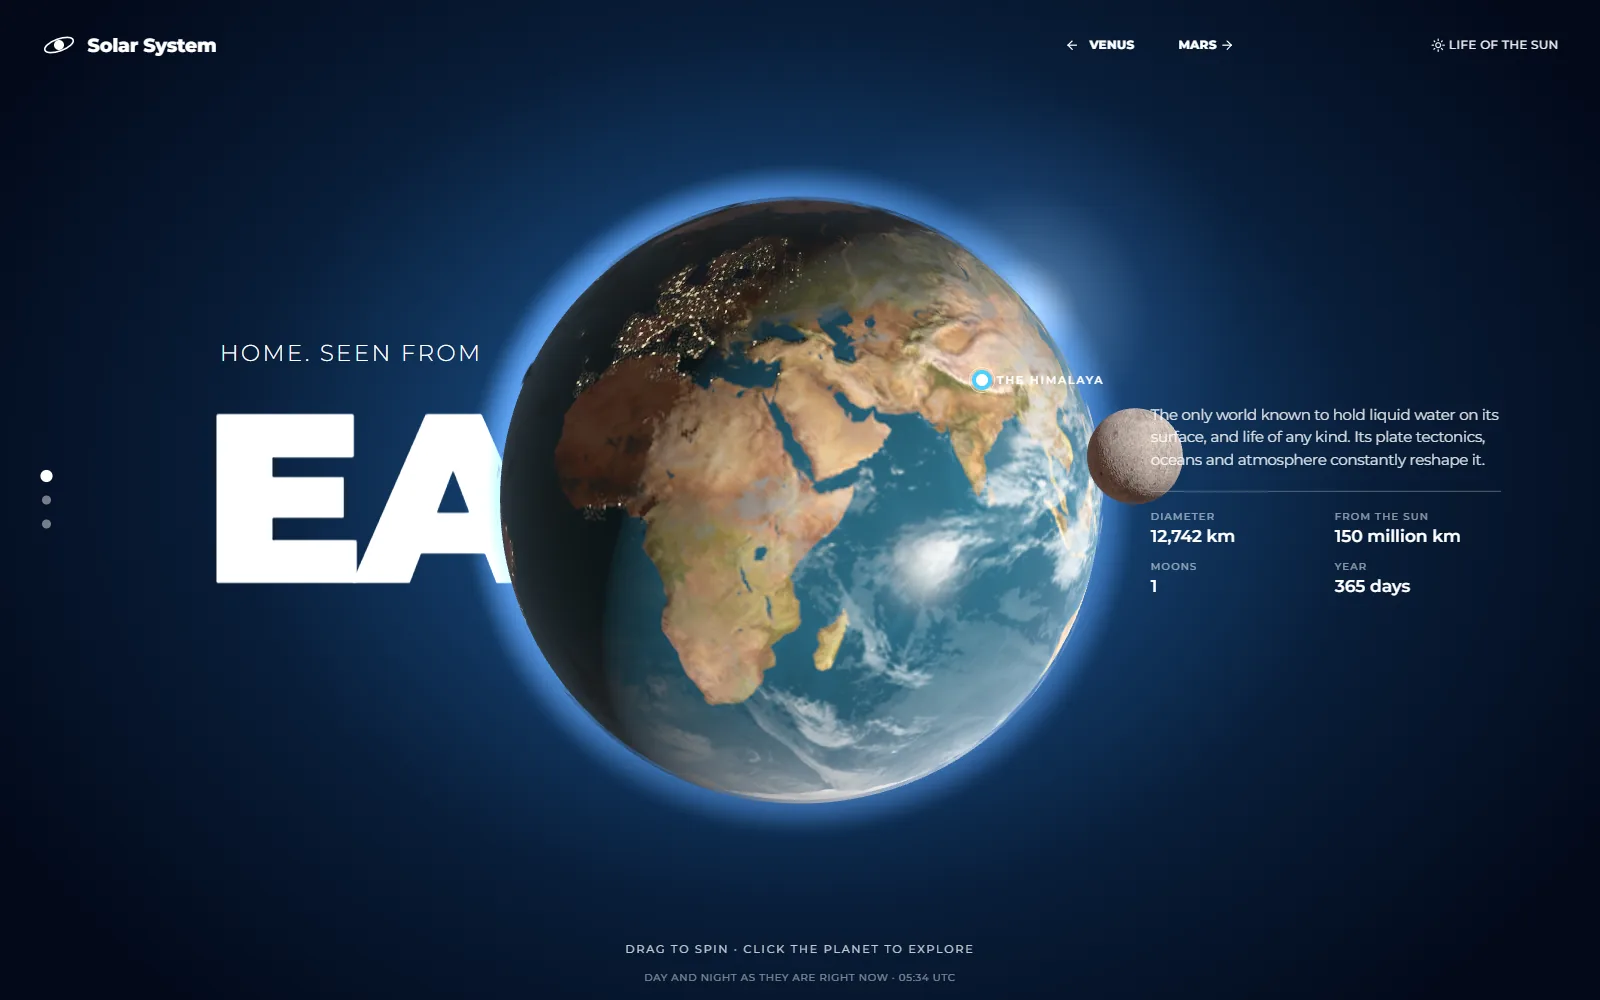 Solar System
← VENUS
MARS →
LIFE OF THE SUN
HOME. SEEN FROM
EA
THE HIMALAYA
The only world known to hold liquid water on its
surface, and life of any kind. Its plate tectonics,
oceans and atmosphere constantly reshape it.
DIAMETER
12,742 km
FROM THE SUN
150 million km
MOONS
1
YEAR
365 days
DRAG TO SPIN · CLICK THE PLANET TO EXPLORE
DAY AND NIGHT AS THEY ARE RIGHT NOW · 05:34 UTC